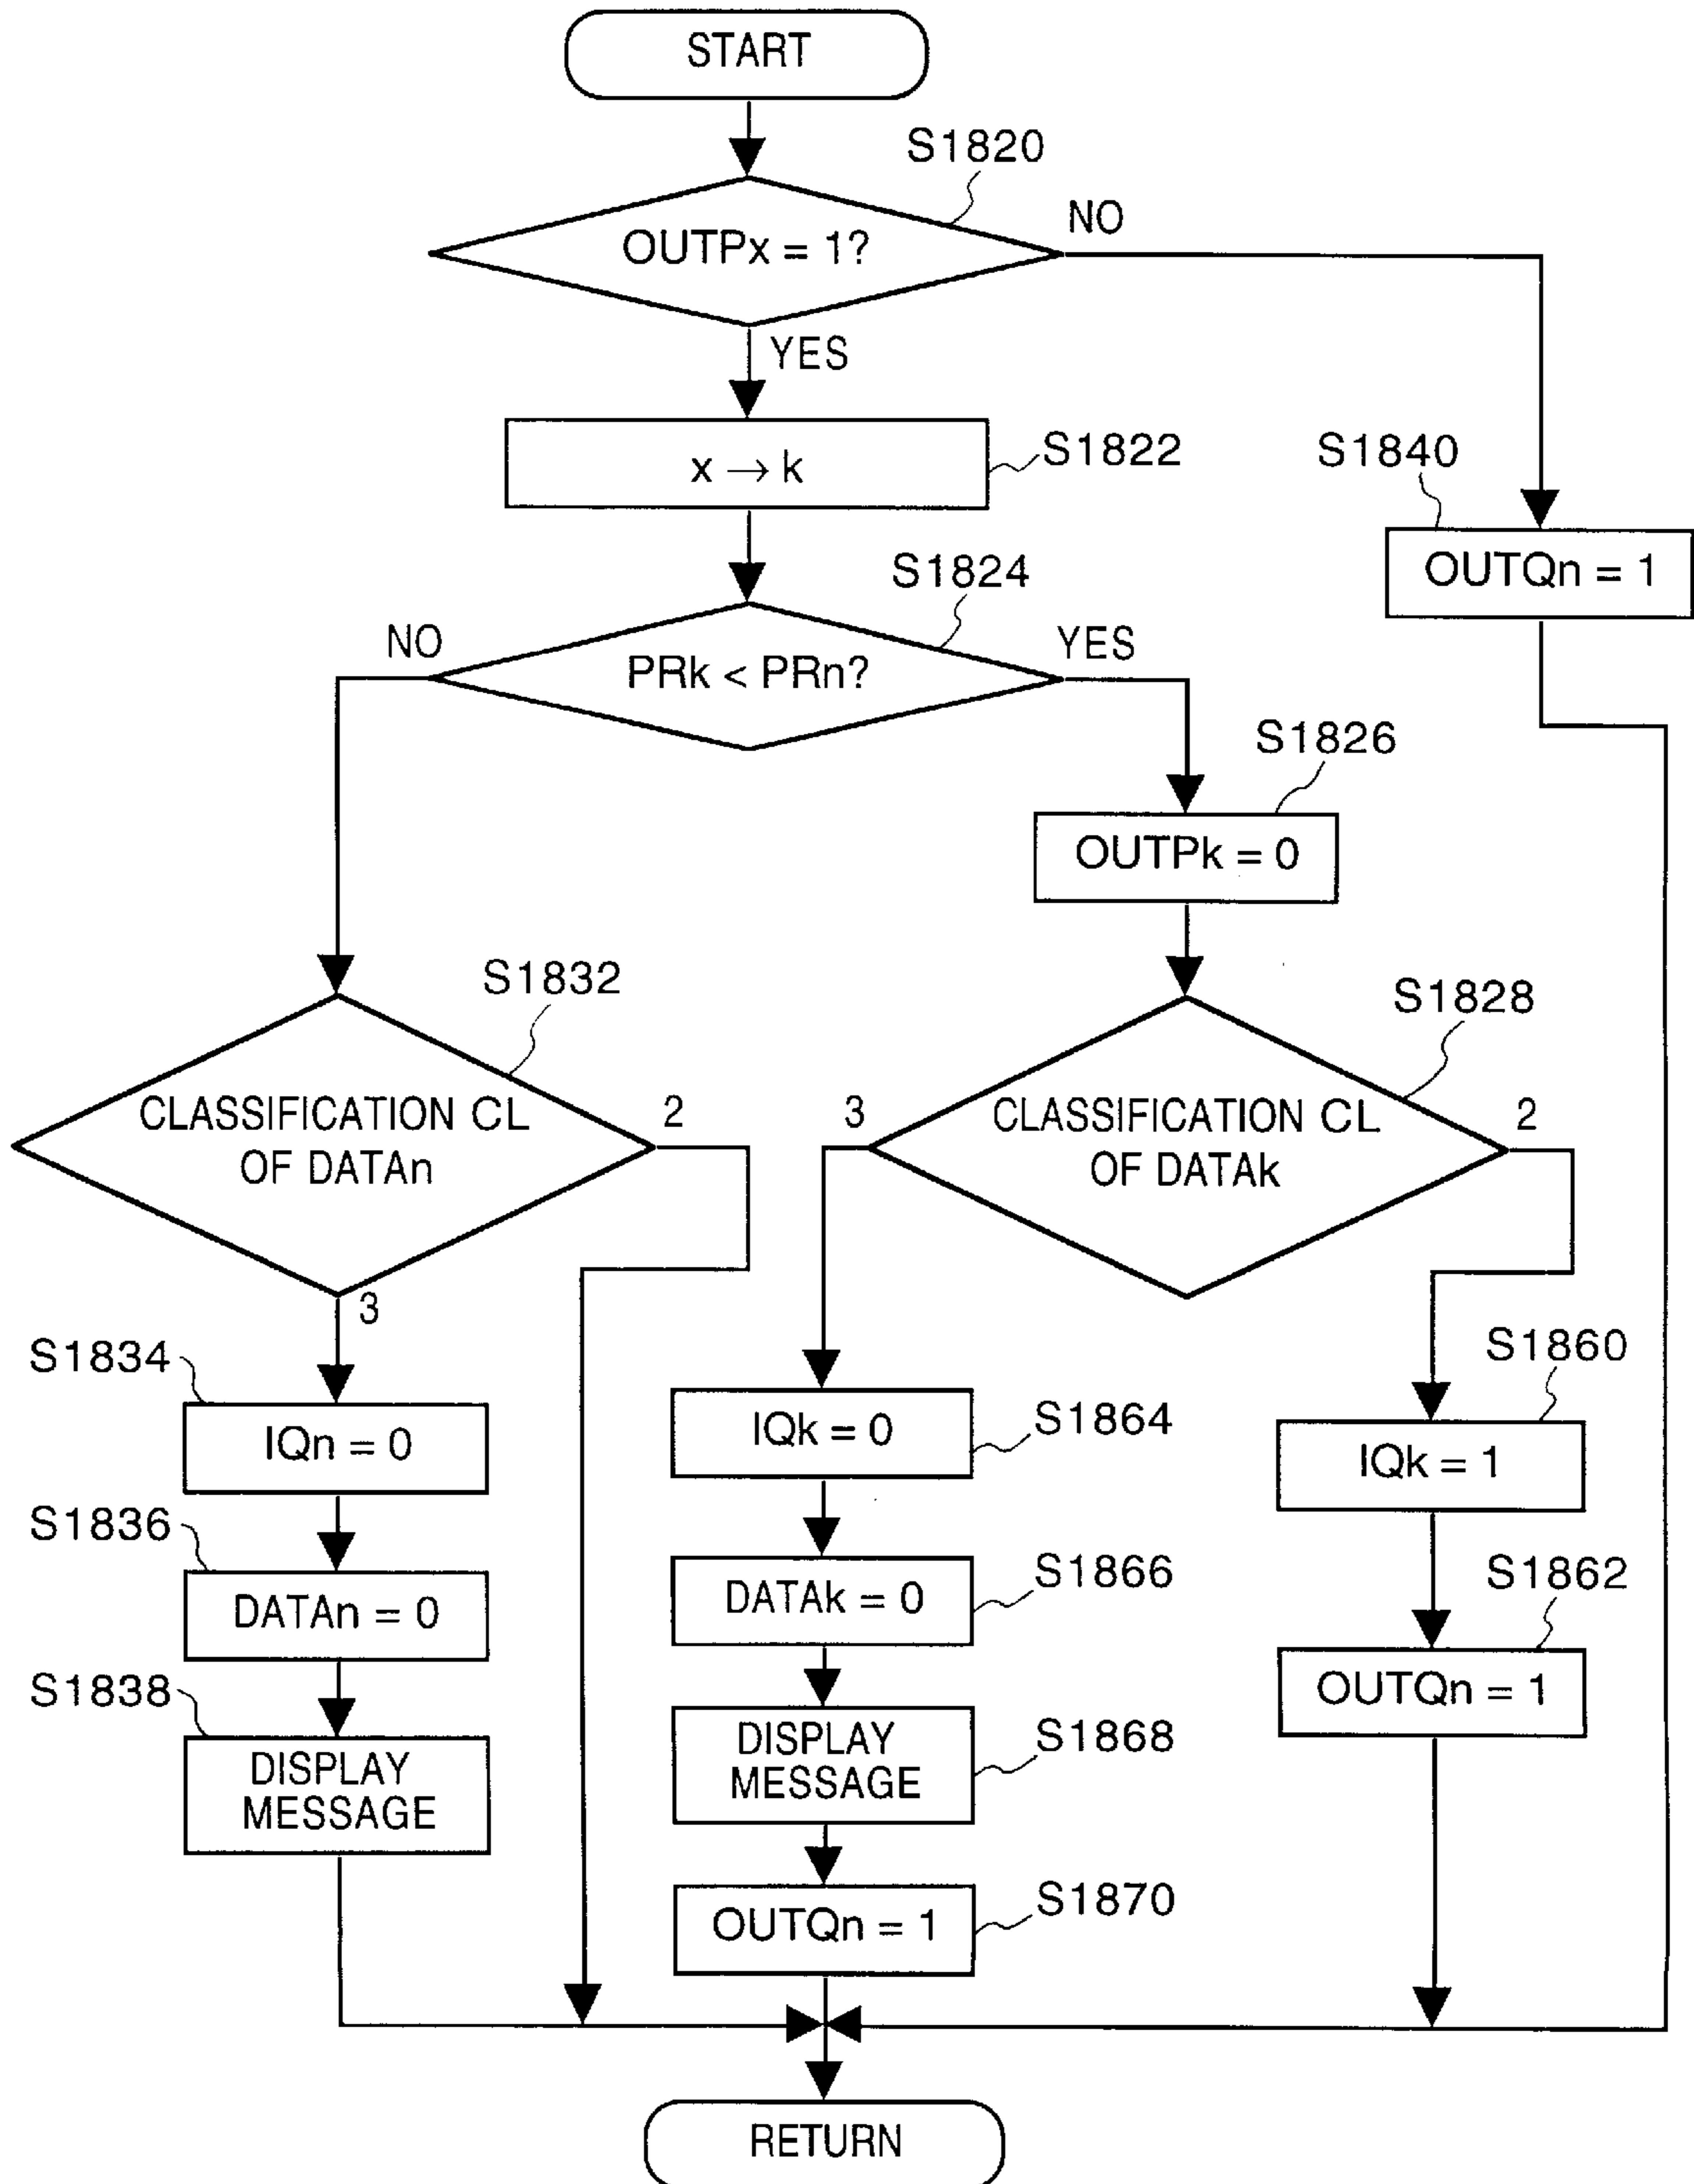 START
S1820
OUTPx = 1?
NO
YES
x → k
S1822
S1840
OUTQn = 1
S1824
NO
PRk < PRn?
YES
S1826
OUTPk = 0
S1832
CLASSIFICATION CL
OF DATAn
2
3
S1828
3
CLASSIFICATION CL
OF DATAk
2
S1834
IQn = 0
S1836
DATAn = 0
S1838
DISPLAY
MESSAGE
IQk = 0
S1864
DATAk = 0
S1866
DISPLAY
MESSAGE
S1868
OUTQn = 1
S1870
S1860
IQk = 1
S1862
OUTQn = 1
RETURN